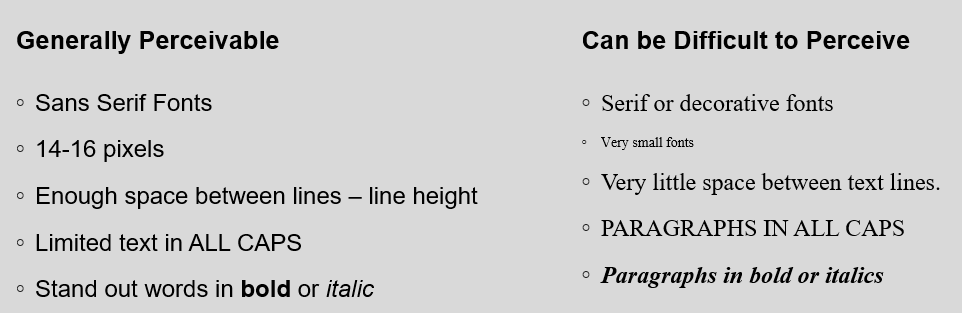 Generally Perceivable
◦ Sans Serif Fonts
◦ 14-16 pixels
◦ Enough space between lines – line height
◦ Limited text in ALL CAPS
◦ Stand out words in bold or italic
Can be Difficult to Perceive
◦ Serif or decorative fonts
◦ Very small fonts
◦ Very little space between text lines.
◦ PARAGRAPHS IN ALL CAPS
◦ Paragraphs in bold or italics